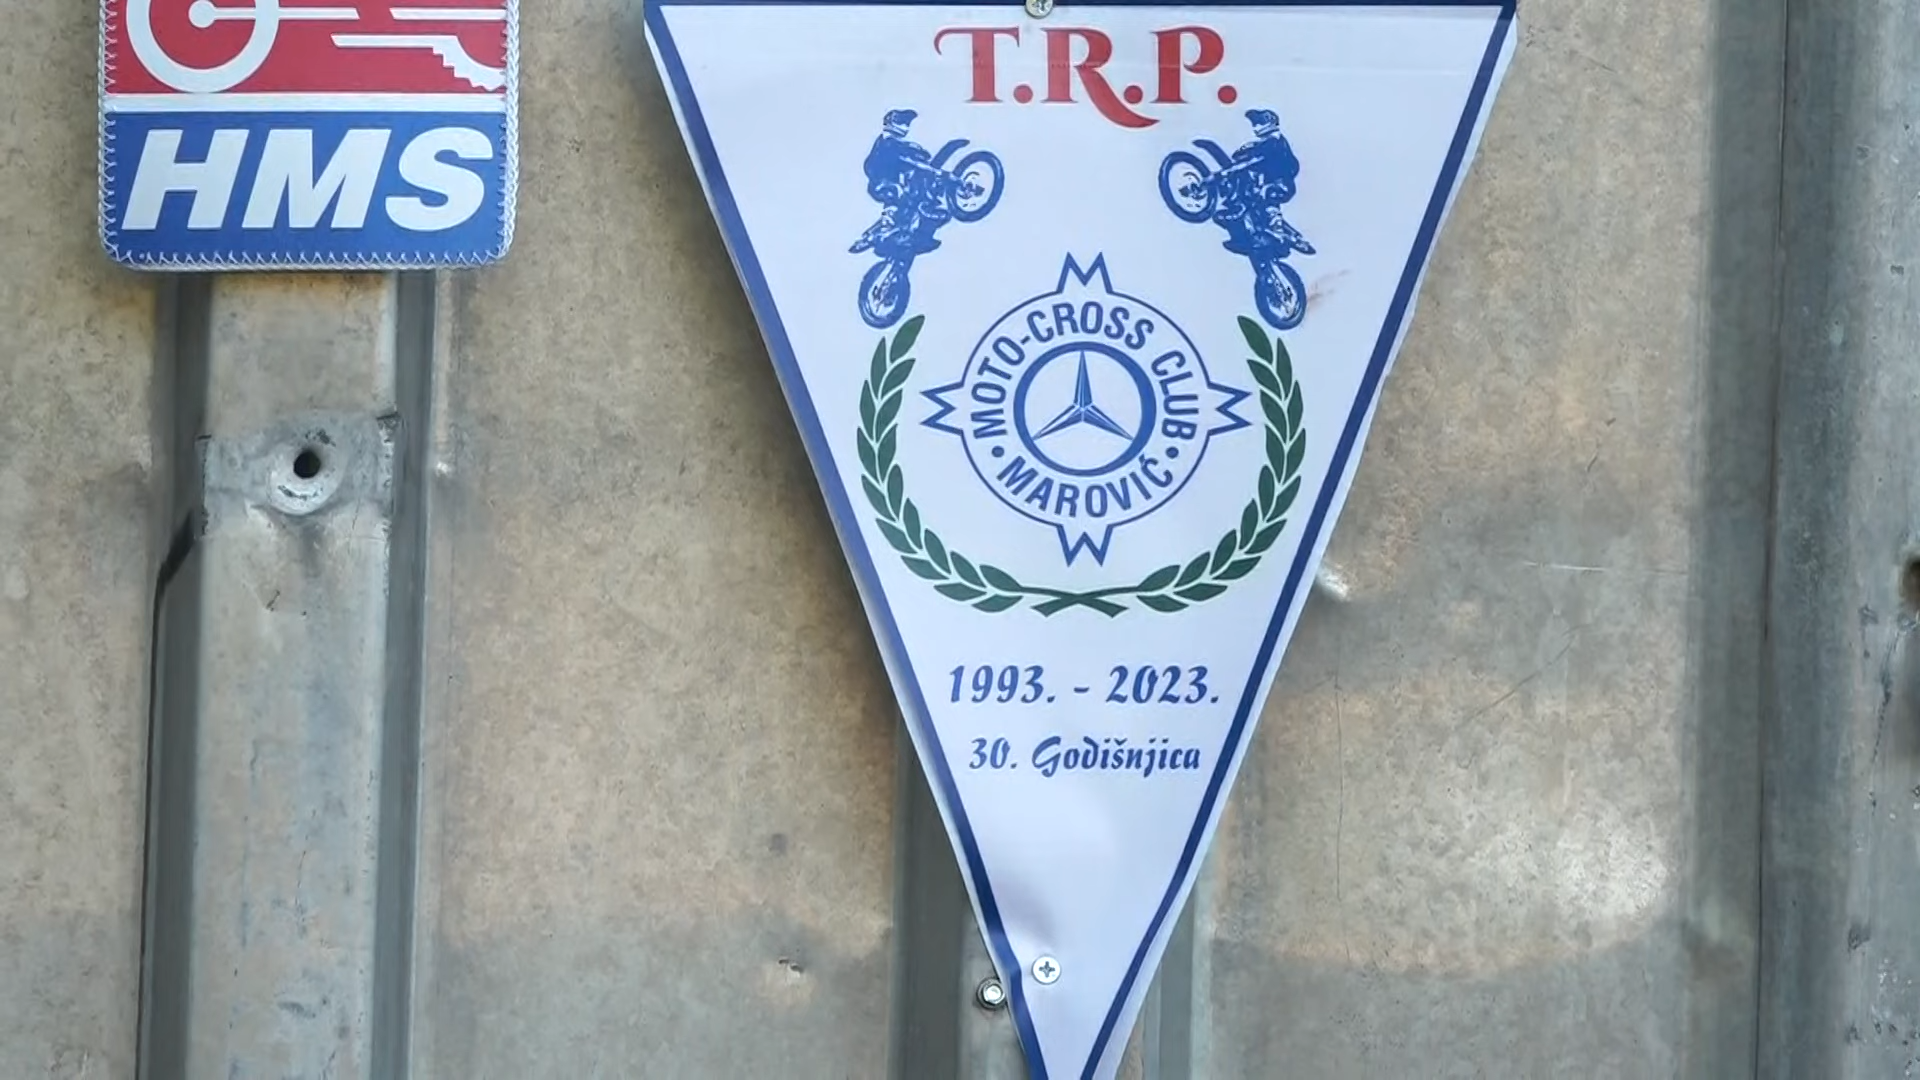 HMS
T.R.P.
MOTO-CROSS CLUB
• MAROVIĆ •
1993. - 2023.
30. Godišnjica